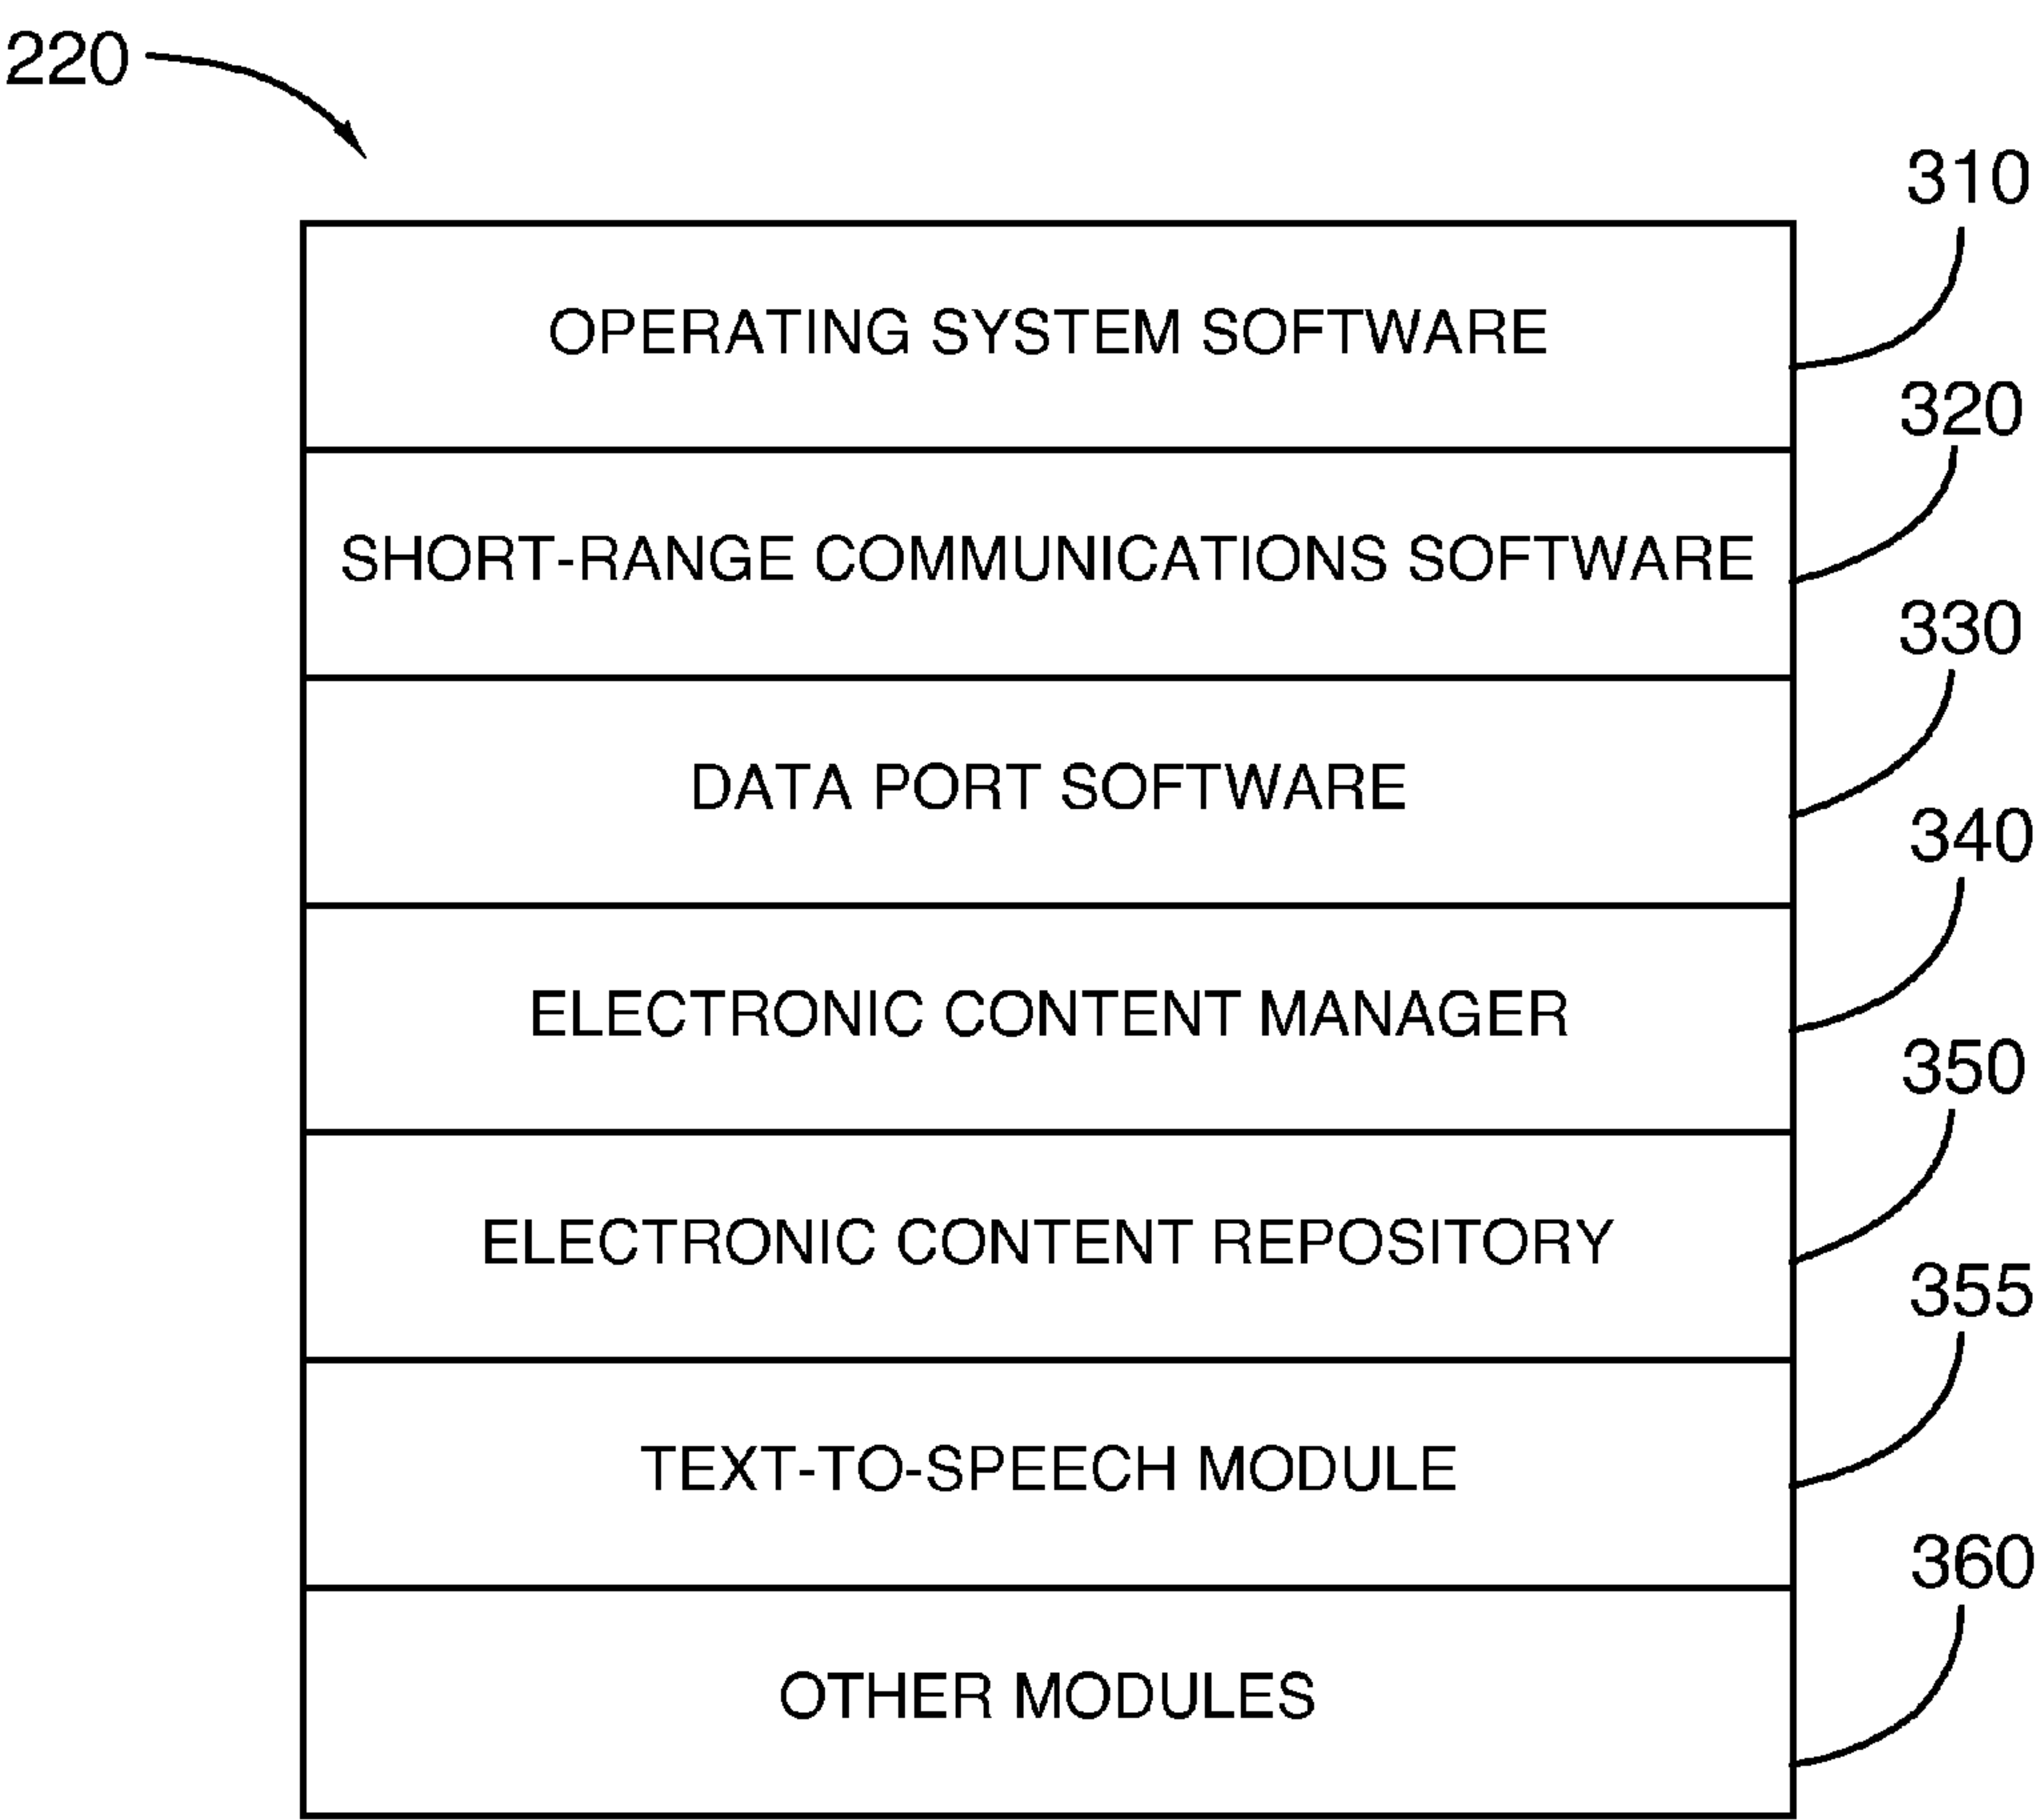 220
310
OPERATING SYSTEM SOFTWARE
320
SHORT-RANGE COMMUNICATIONS SOFTWARE
330
DATA PORT SOFTWARE
340
ELECTRONIC CONTENT MANAGER
350
ELECTRONIC CONTENT REPOSITORY
355
TEXT-TO-SPEECH MODULE
360
OTHER MODULES